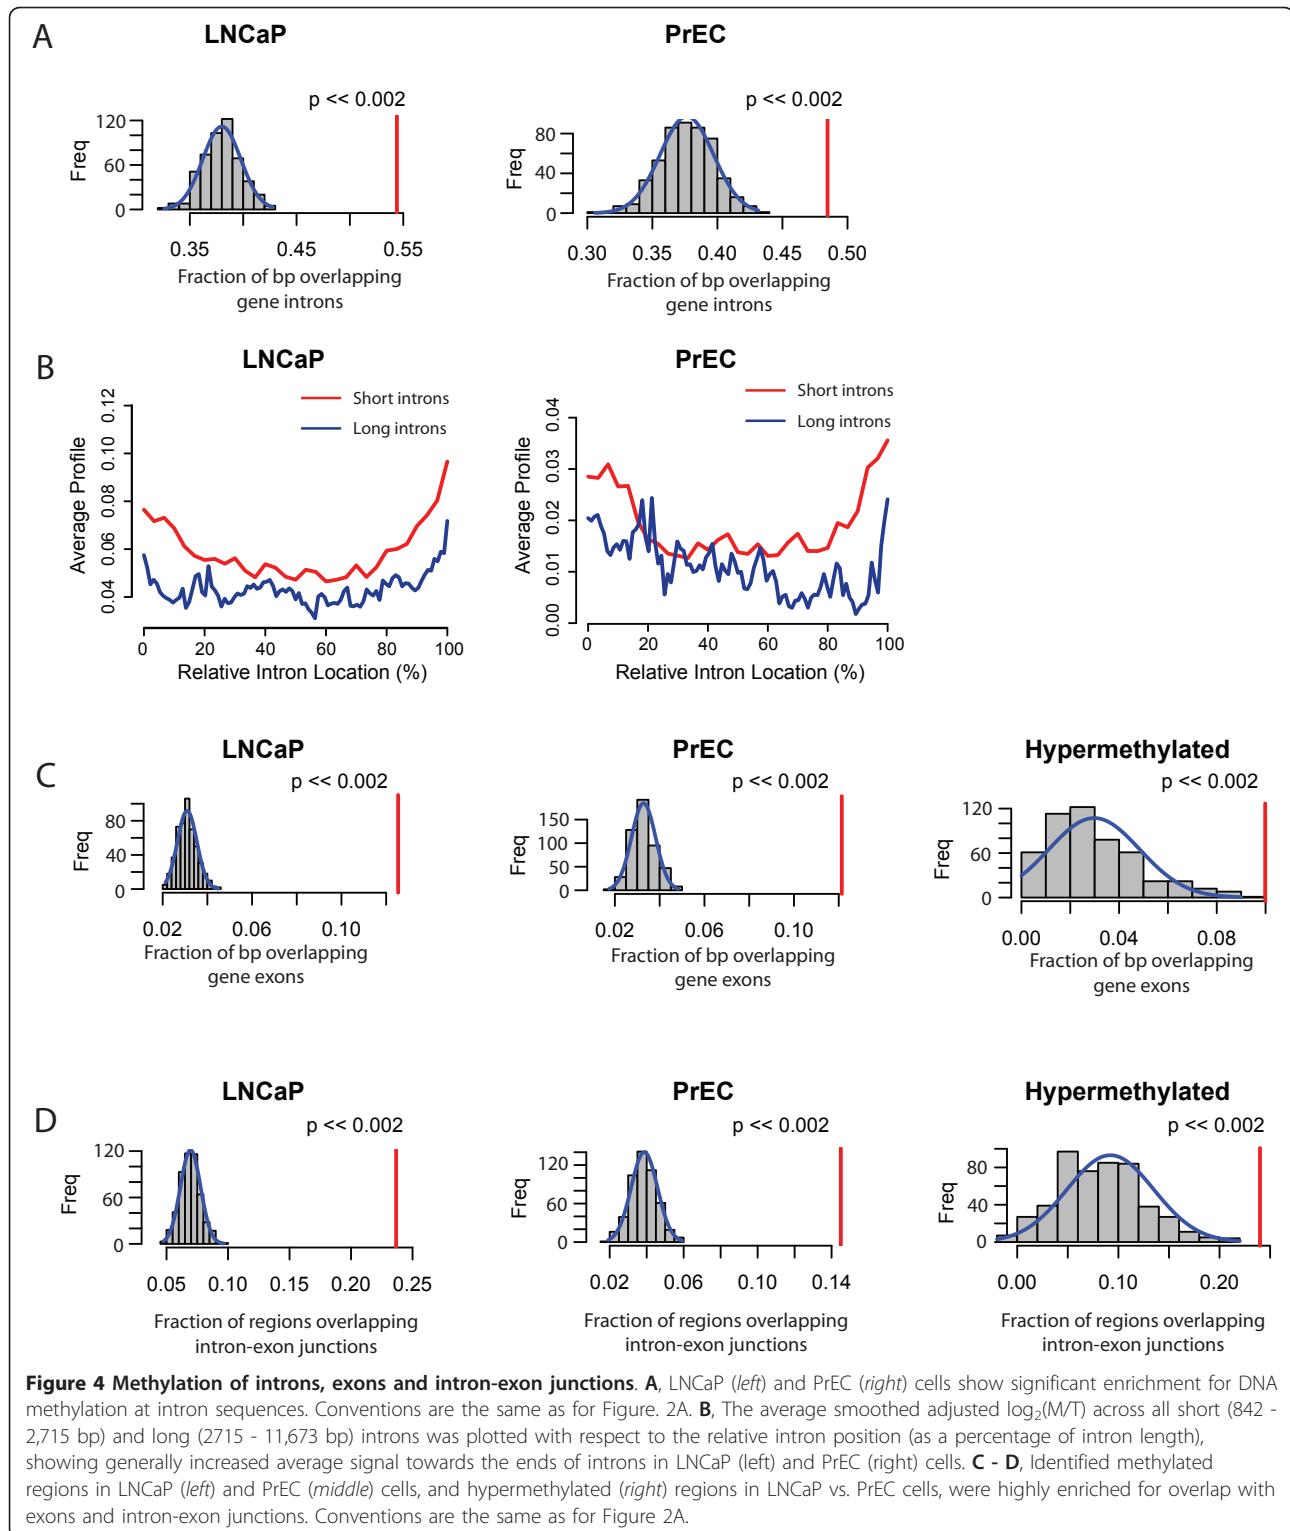 A
LNCaP
PrEC
p << 0.002
p << 0.002
Freq
120
60
0
0.35 0.45 0.55
Fraction of bp overlapping
gene introns
Freq
80
40
0
0.30 0.35 0.40 0.45 0.50
Fraction of bp overlapping
gene introns
B
LNCaP
PrEC
Short introns
Long introns
Average Profile
0.12
0.10
0.08
0.06
0.04
0 20 40 60 80 100
Relative Intron Location (%)
Short introns
Long introns
Average Profile
0.04
0.03
0.02
0.01
0.00
0 20 40 60 80 100
Relative Intron Location (%)
C
LNCaP
p << 0.002
Freq
80
40
0
0.02 0.06 0.10
Fraction of bp overlapping
gene exons
PrEC
p << 0.002
Freq
150
100
50
0
0.02 0.06 0.10
Fraction of bp overlapping
gene exons
Hypermethylated
p << 0.002
Freq
120
60
0
0.00 0.04 0.08
Fraction of bp overlapping
gene exons
D
LNCaP
p << 0.002
Freq
120
60
0
0.05 0.10 0.15 0.20 0.25
Fraction of regions overlapping
intron-exon junctions
PrEC
p << 0.002
Freq
120
60
0
0.02 0.06 0.10 0.14
Fraction of regions overlapping
intron-exon junctions
Hypermethylated
p << 0.002
Freq
80
40
0
0.00 0.10 0.20
Fraction of regions overlapping
intron-exon junctions
Figure 4 Methylation of introns, exons and intron-exon junctions. A, LNCaP (left) and PrEC (right) cells show significant enrichment for DNA
methylation at intron sequences. Conventions are the same as for Figure. 2A. B, The average smoothed adjusted log₂(M/T) across all short (842 -
2,715 bp) and long (2715 - 11,673 bp) introns was plotted with respect to the relative intron position (as a percentage of intron length),
showing generally increased average signal towards the ends of introns in LNCaP (left) and PrEC (right) cells. C - D, Identified methylated
regions in LNCaP (left) and PrEC (middle) cells, and hypermethylated (right) regions in LNCaP vs. PrEC cells, were highly enriched for overlap with
exons and intron-exon junctions. Conventions are the same as for Figure 2A.